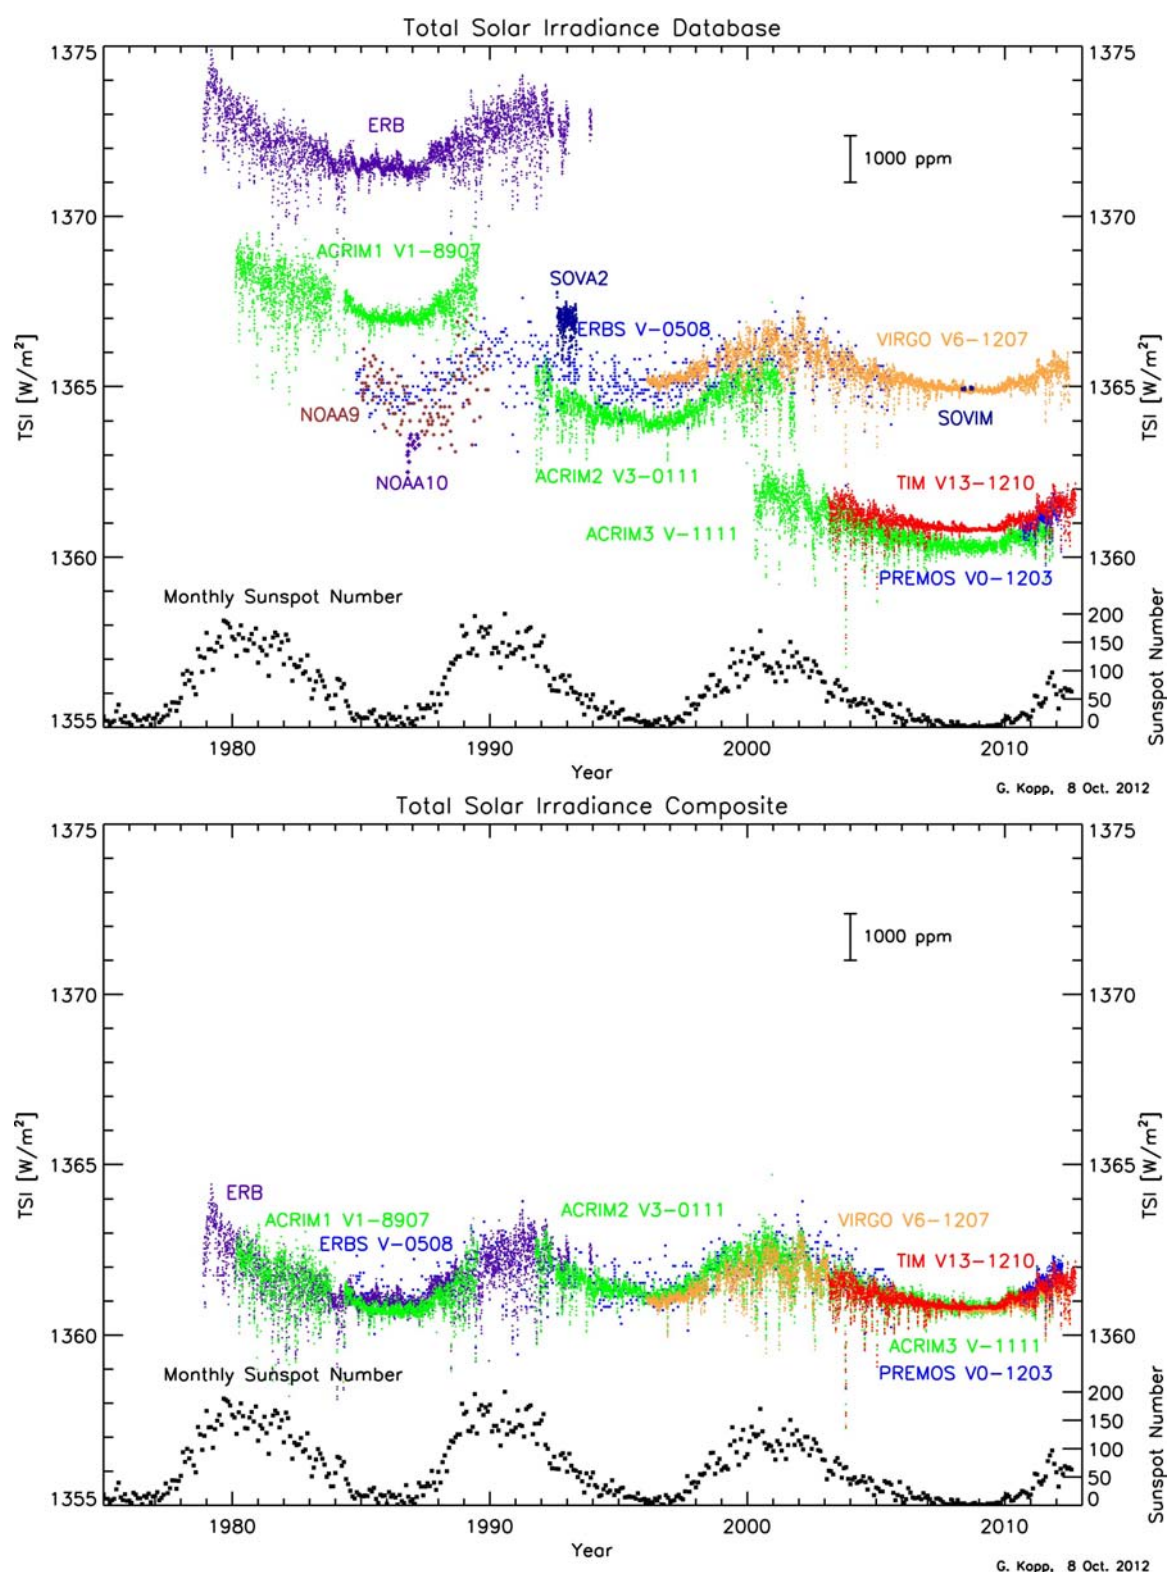 Total Solar Irradiance Database
1375
1375
ERB
1000 ppm
1370
1370
ACRIM1 V1-8907
SOVA2
ERBS V-0508
VIRGO V6-1207
TSI [W/m²]
1365
1365
TSI [W/m²]
NOAA9
SOVIM
NOAA10
ACRIM2 V3-0111
TIM V13-1210
ACRIM3 V-1111
1360
1360
PREMOS V0-1203
Monthly Sunspot Number
200
150
100
50
0
Sunspot Number
1355
1980
1990
2000
2010
Year
G. Kopp, 8 Oct. 2012
Total Solar Irradiance Composite
1375
1375
1000 ppm
1370
1370
TSI [W/m²]
1365
1365
TSI [W/m²]
ERB
ACRIM1 V1-8907
ERBS V-0508
ACRIM2 V3-0111
VIRGO V6-1207
TIM V13-1210
1360
1360
ACRIM3 V-1111
PREMOS V0-1203
Monthly Sunspot Number
200
150
100
50
0
Sunspot Number
1355
1980
1990
2000
2010
Year
G. Kopp, 8 Oct. 2012